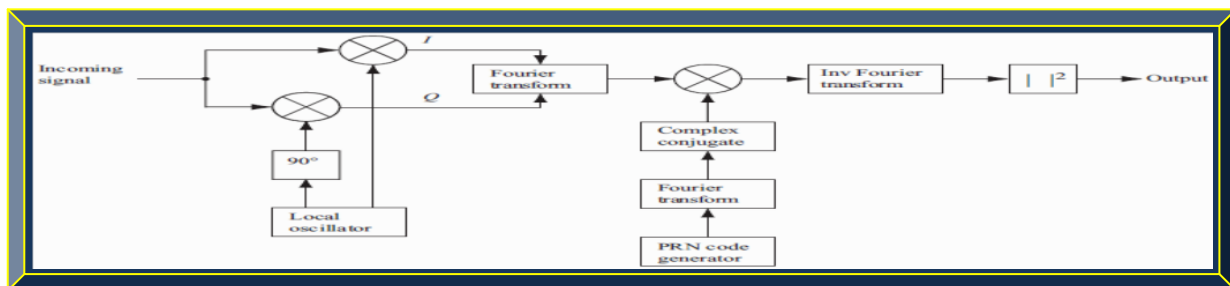 Incoming
signal
I
Q
90°
Local
oscillator
Fourier
transform
Complex
conjugate
Fourier
transform
PRN code
generator
Inv Fourier
transform
| |²
Output